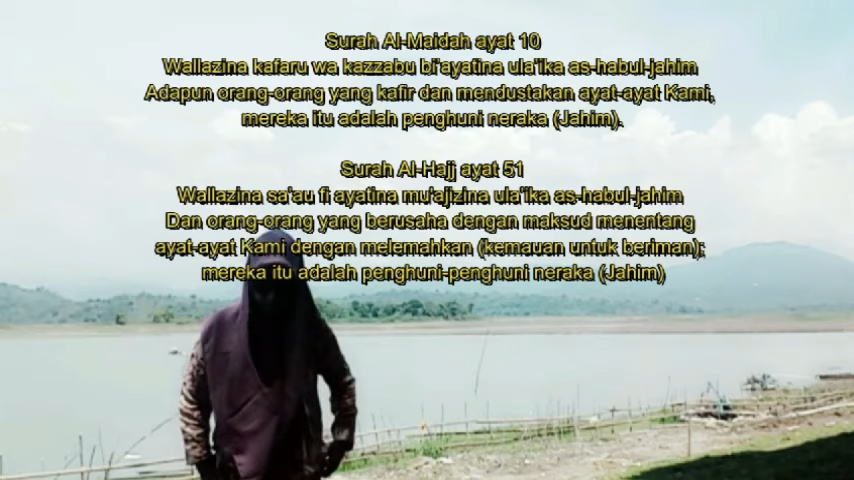 Surah Al-Maidah ayat 10
Wallazina kafaru wa kazzabu bi'ayatina ula'ika as-habul-jahim
Adapun orang-orang yang kafir dan mendustakan ayat-ayat Kami,
mereka itu adalah penghuni neraka (Jahim).
Surah Al-Hajj ayat 51
Wallazina sa'au fi ayatina mu'ajizina ula'ika as-habul-jahim
Dan orang-orang yang berusaha dengan maksud menentang
ayat-ayat Kami dengan melemahkan (kemauan untuk beriman);
mereka itu adalah penghuni-penghuni neraka (Jahim)